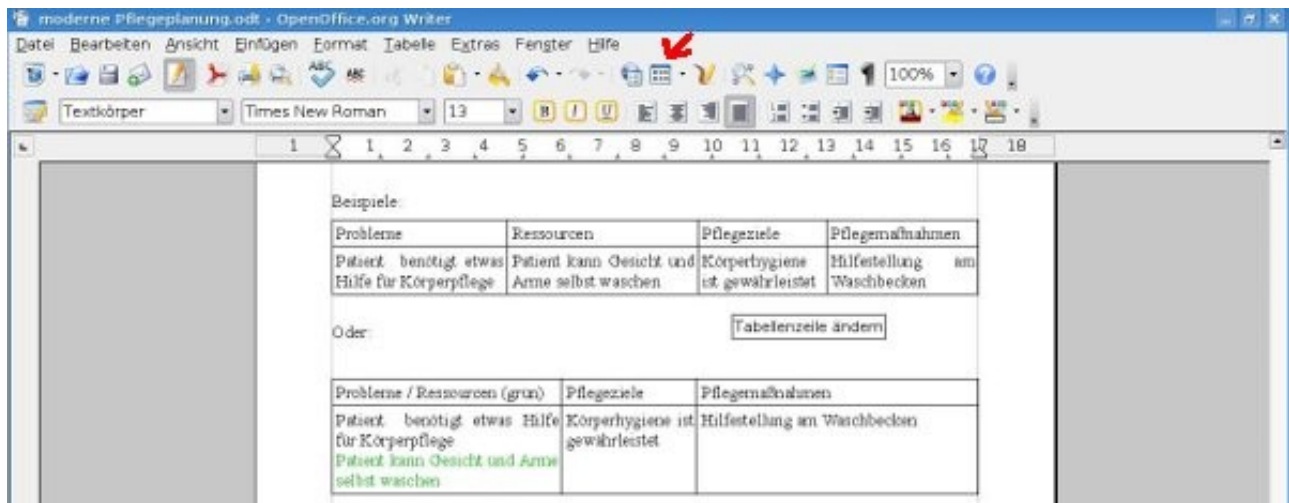 moderne Pflegeplanung.odt - OpenOffice.org Writer
Datei Bearbeiten Ansicht Einfügen Format Tabelle Extras Fenster Hilfe
ABC ABC 100%
Textkörper Times New Roman 13 B I U
1 1 2 3 4 5 6 7 8 9 10 11 12 13 14 15 16 17 18
Beispiele:
Probleme Ressourcen Pflegeziele Pflegemaßnahmen
Patient benötigt etwas Patient kann Gesicht und Körperhygiene Hilfestellung am
Hilfe für Körperpflege Arme selbst waschen ist gewährleistet Waschbecken
Tabellenzeile ändern
Oder:
Probleme / Ressourcen (grün) Pflegeziele Pflegemaßnahmen
Patient benötigt etwas Hilfe Körperhygiene ist Hilfestellung am Waschbecken
für Körperpflege gewährleistet
Patient kann Gesicht und Arme
selbst waschen